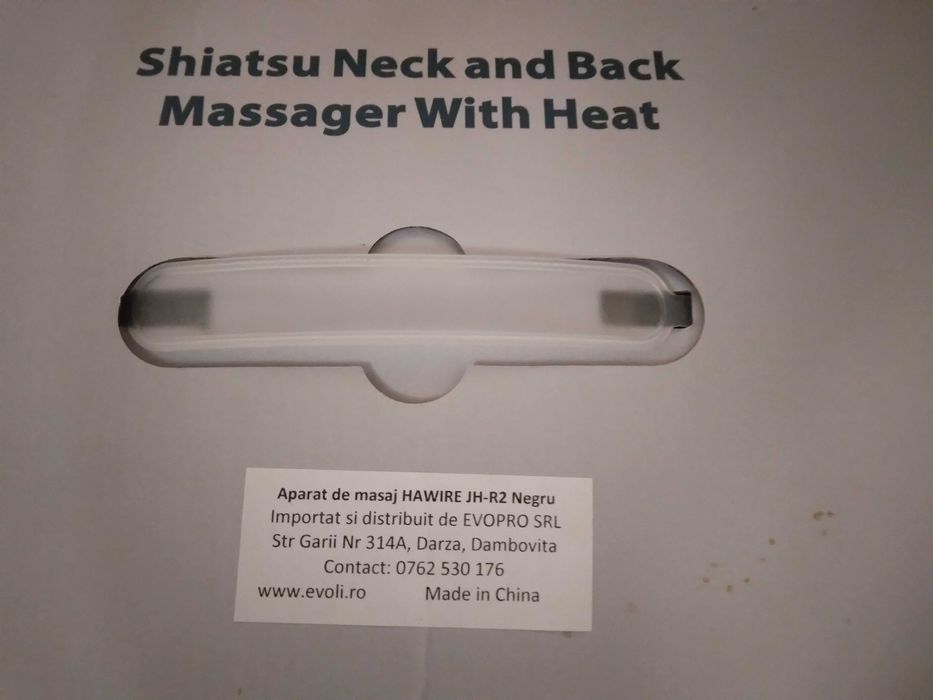 Shiatsu Neck and Back
Massager With Heat
Aparat de masaj HAWIRE JH-R2 Negru
Importat si distribuit de EVOPRO SRL
Str Garii Nr 314A, Darza, Dambovita
Contact: 0762 530 176
www.evoli.ro Made in China